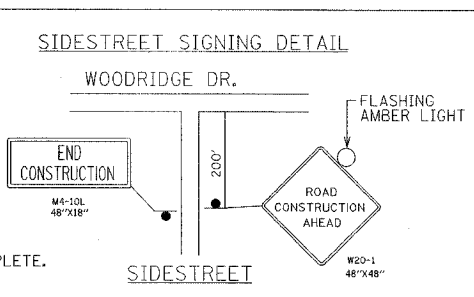 SIDESTREET SIGNING DETAIL
WOODRIDGE DR.
FLASHING
AMBER LIGHT
END
CONSTRUCTION
M4-10L
48"X18"
200'
ROAD
CONSTRUCTION
AHEAD
W20-1
48"X48"
PLETE.
SIDESTREET